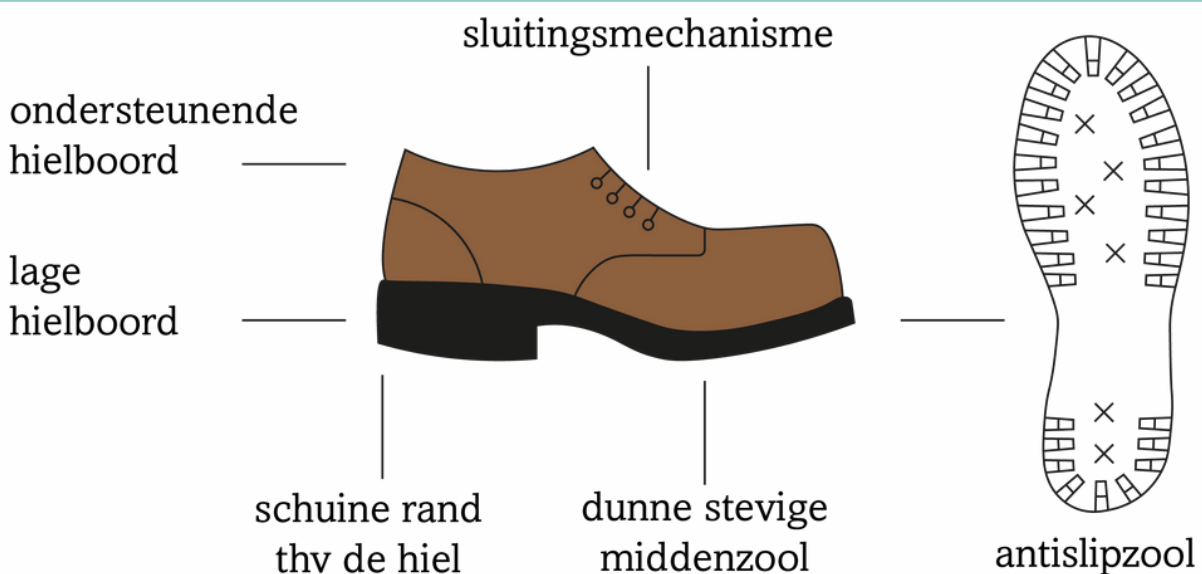 sluitingsmechanisme
ondersteunende
hielboord
lage
hielboord
schuine rand
thv de hiel
dunne stevige
middenzool
antislipzool